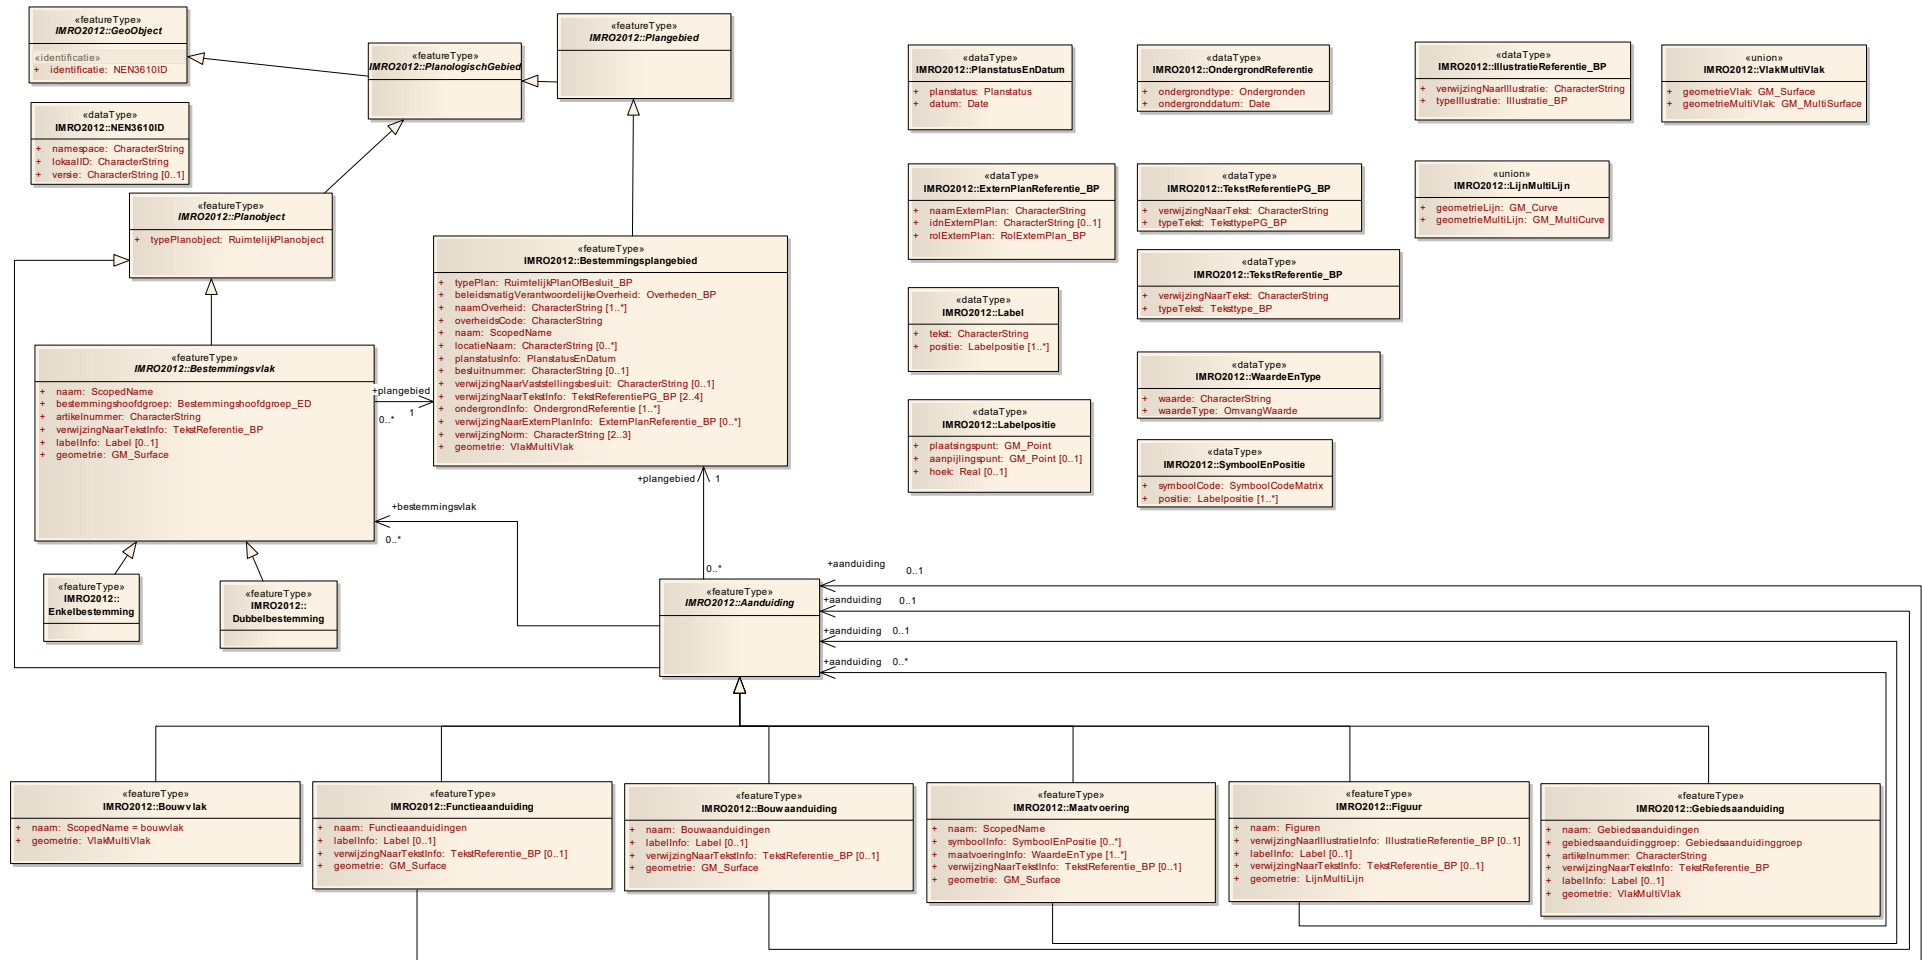 «featureType»
IMRO2012::GeoObject
«identificatie»
+ identificatie: NEN3610ID
«featureType»
IMRO2012::PlanologischGebied
«featureType»
IMRO2012::Plangebied
«dataType»
IMRO2012::NEN3610ID
+ namespace: CharacterString
+ lokaalID: CharacterString
+ versie: CharacterString [0..1]
«featureType»
IMRO2012::Planobject
+ typePlanobject: RuimtelijkPlanobject
«featureType»
IMRO2012::Bestemmingsplangebied
+ typePlan: RuimtelijkPlanOfBesluit_BP
+ beleidsmatigVerantwoordelijkeOverheid: Overheden_BP
+ naamOverheid: CharacterString [1..*]
+ overheidsCode: CharacterString
+ naam: ScopedName
+ locatieNaam: CharacterString [0..*]
+ planstatusInfo: PlanstatusEnDatum
+ besluitnummer: CharacterString [0..1]
+ verwijzingNaarVaststellingsbesluit: CharacterString [0..1]
+ verwijzingNaarTekstInfo: TekstReferentiePG_BP [2..4]
+ ondergrondInfo: OndergrondReferentie [1..*]
+ verwijzingNaarExternPlanInfo: ExternPlanReferentie_BP [0..*]
+ verwijzingNorm: CharacterString [2..3]
+ geometrie: VlakMultiVlak
«featureType»
IMRO2012::Bestemmingsvlak
+ naam: ScopedName
+ bestemmingshoofdgroep: Bestemmingshoofdgroep_ED
+ artikelnummer: CharacterString
+ verwijzingNaarTekstInfo: TekstReferentie_BP
+ labelInfo: Label [0..1]
+ geometrie: GM_Surface
+plangebied
0..*
1
+plangebied
1
0..*
+bestemmingsvlak
0..*
«featureType»
IMRO2012::
Enkelbestemming
«featureType»
IMRO2012::
Dubbelbestemming
«featureType»
IMRO2012::Aanduiding
+aanduiding
0..1
+aanduiding
0..1
+aanduiding
0..1
+aanduiding
0..*
«dataType»
IMRO2012::PlanstatusEnDatum
+ planstatus: Planstatus
+ datum: Date
«dataType»
IMRO2012::OndergrondReferentie
+ ondergrondtype: Ondergronden
+ ondergronddatum: Date
«dataType»
IMRO2012::IllustratieReferentie_BP
+ verwijzingNaarIllustratie: CharacterString
+ typeIllustratie: Illustratie_BP
«union»
IMRO2012::VlakMultiVlak
+ geometrieVlak: GM_Surface
+ geometrieMultiVlak: GM_MultiSurface
«dataType»
IMRO2012::ExternPlanReferentie_BP
+ naamExternPlan: CharacterString
+ idnExternPlan: CharacterString [0..1]
+ rolExternPlan: RolExternPlan_BP
«dataType»
IMRO2012::TekstReferentiePG_BP
+ verwijzingNaarTekst: CharacterString
+ typeTekst: TeksttypePG_BP
«union»
IMRO2012::LijnMultiLijn
+ geometrieLijn: GM_Curve
+ geometrieMultiLijn: GM_MultiCurve
«dataType»
IMRO2012::TekstReferentie_BP
+ verwijzingNaarTekst: CharacterString
+ typeTekst: Teksttype_BP
«dataType»
IMRO2012::Label
+ tekst: CharacterString
+ positie: Labelpositie [1..*]
«dataType»
IMRO2012::WaardeEnType
+ waarde: CharacterString
+ waardeType: OmvangWaarde
«dataType»
IMRO2012::Labelpositie
+ plaatsingspunt: GM_Point
+ aanpijlingspunt: GM_Point [0..1]
+ hoek: Real [0..1]
«dataType»
IMRO2012::SymboolEnPositie
+ symboolCode: SymboolCodeMatrix
+ positie: Labelpositie [1..*]
«featureType»
IMRO2012::Bouwvlak
+ naam: ScopedName = bouwvlak
+ geometrie: VlakMultiVlak
«featureType»
IMRO2012::Functieaanduiding
+ naam: Functieaanduidingen
+ labelInfo: Label [0..1]
+ verwijzingNaarTekstInfo: TekstReferentie_BP [0..1]
+ geometrie: GM_Surface
«featureType»
IMRO2012::Bouwaanduiding
+ naam: Bouwaanduidingen
+ labelInfo: Label [0..1]
+ verwijzingNaarTekstInfo: TekstReferentie_BP [0..1]
+ geometrie: GM_Surface
«featureType»
IMRO2012::Maatvoering
+ naam: ScopedName
+ symboolInfo: SymboolEnPositie [0..*]
+ maatvoeringInfo: WaardeEnType [1..*]
+ verwijzingNaarTekstInfo: TekstReferentie_BP [0..1]
+ geometrie: GM_Surface
«featureType»
IMRO2012::Figuur
+ naam: Figuren
+ verwijzingNaarIllustratieInfo: IllustratieReferentie_BP [0..1]
+ labelInfo: Label [0..1]
+ verwijzingNaarTekstInfo: TekstReferentie_BP [0..1]
+ geometrie: LijnMultiLijn
«featureType»
IMRO2012::Gebiedsaanduiding
+ naam: Gebiedsaanduidingen
+ gebiedsaanduidinggroep: Gebiedsaanduidinggroep
+ artikelnummer: CharacterString
+ verwijzingNaarTekstInfo: TekstReferentie_BP
+ labelInfo: Label [0..1]
+ geometrie: VlakMultiVlak